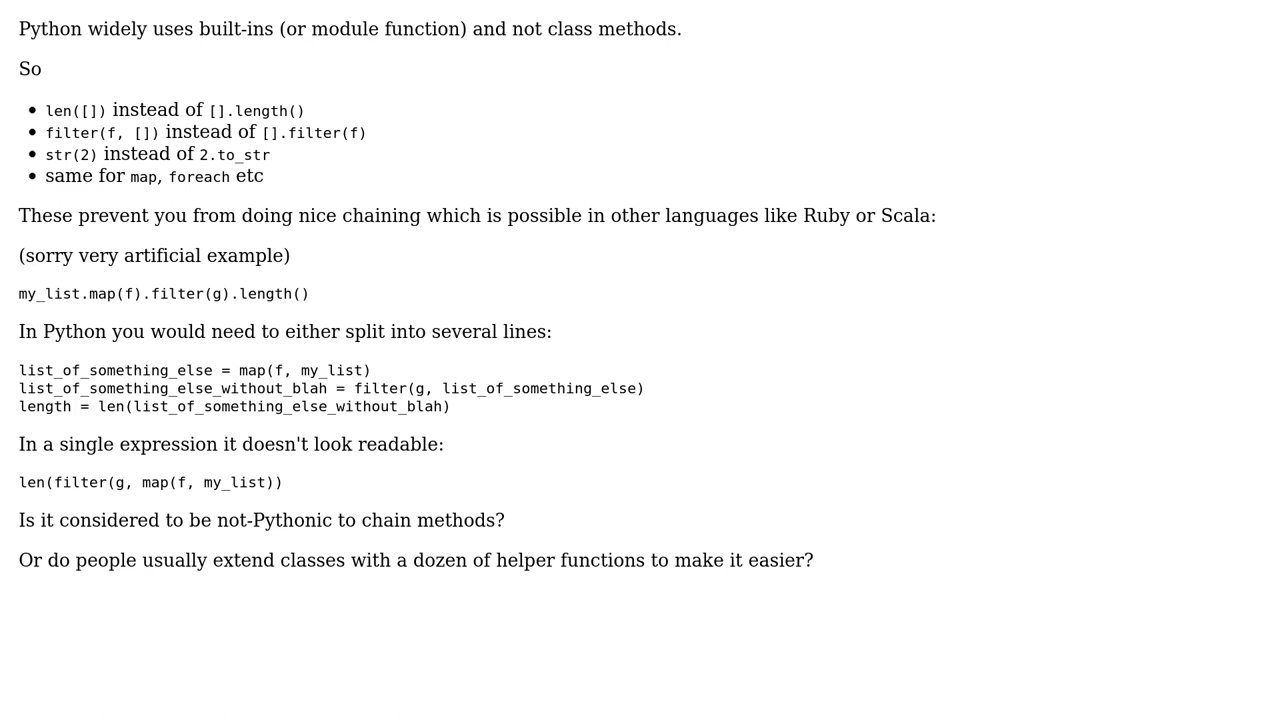 Python widely uses built-ins (or module function) and not class methods.
So
• len([]) instead of [].length()
• filter(f, []) instead of [].filter(f)
• str(2) instead of 2.to_str
• same for map, foreach etc
These prevent you from doing nice chaining which is possible in other languages like Ruby or Scala:
(sorry very artificial example)
my_list.map(f).filter(g).length()
In Python you would need to either split into several lines:
list_of_something_else = map(f, my_list)
list_of_something_else_without_blah = filter(g, list_of_something_else)
length = len(list_of_something_else_without_blah)
In a single expression it doesn't look readable:
len(filter(g, map(f, my_list))
Is it considered to be not-Pythonic to chain methods?
Or do people usually extend classes with a dozen of helper functions to make it easier?